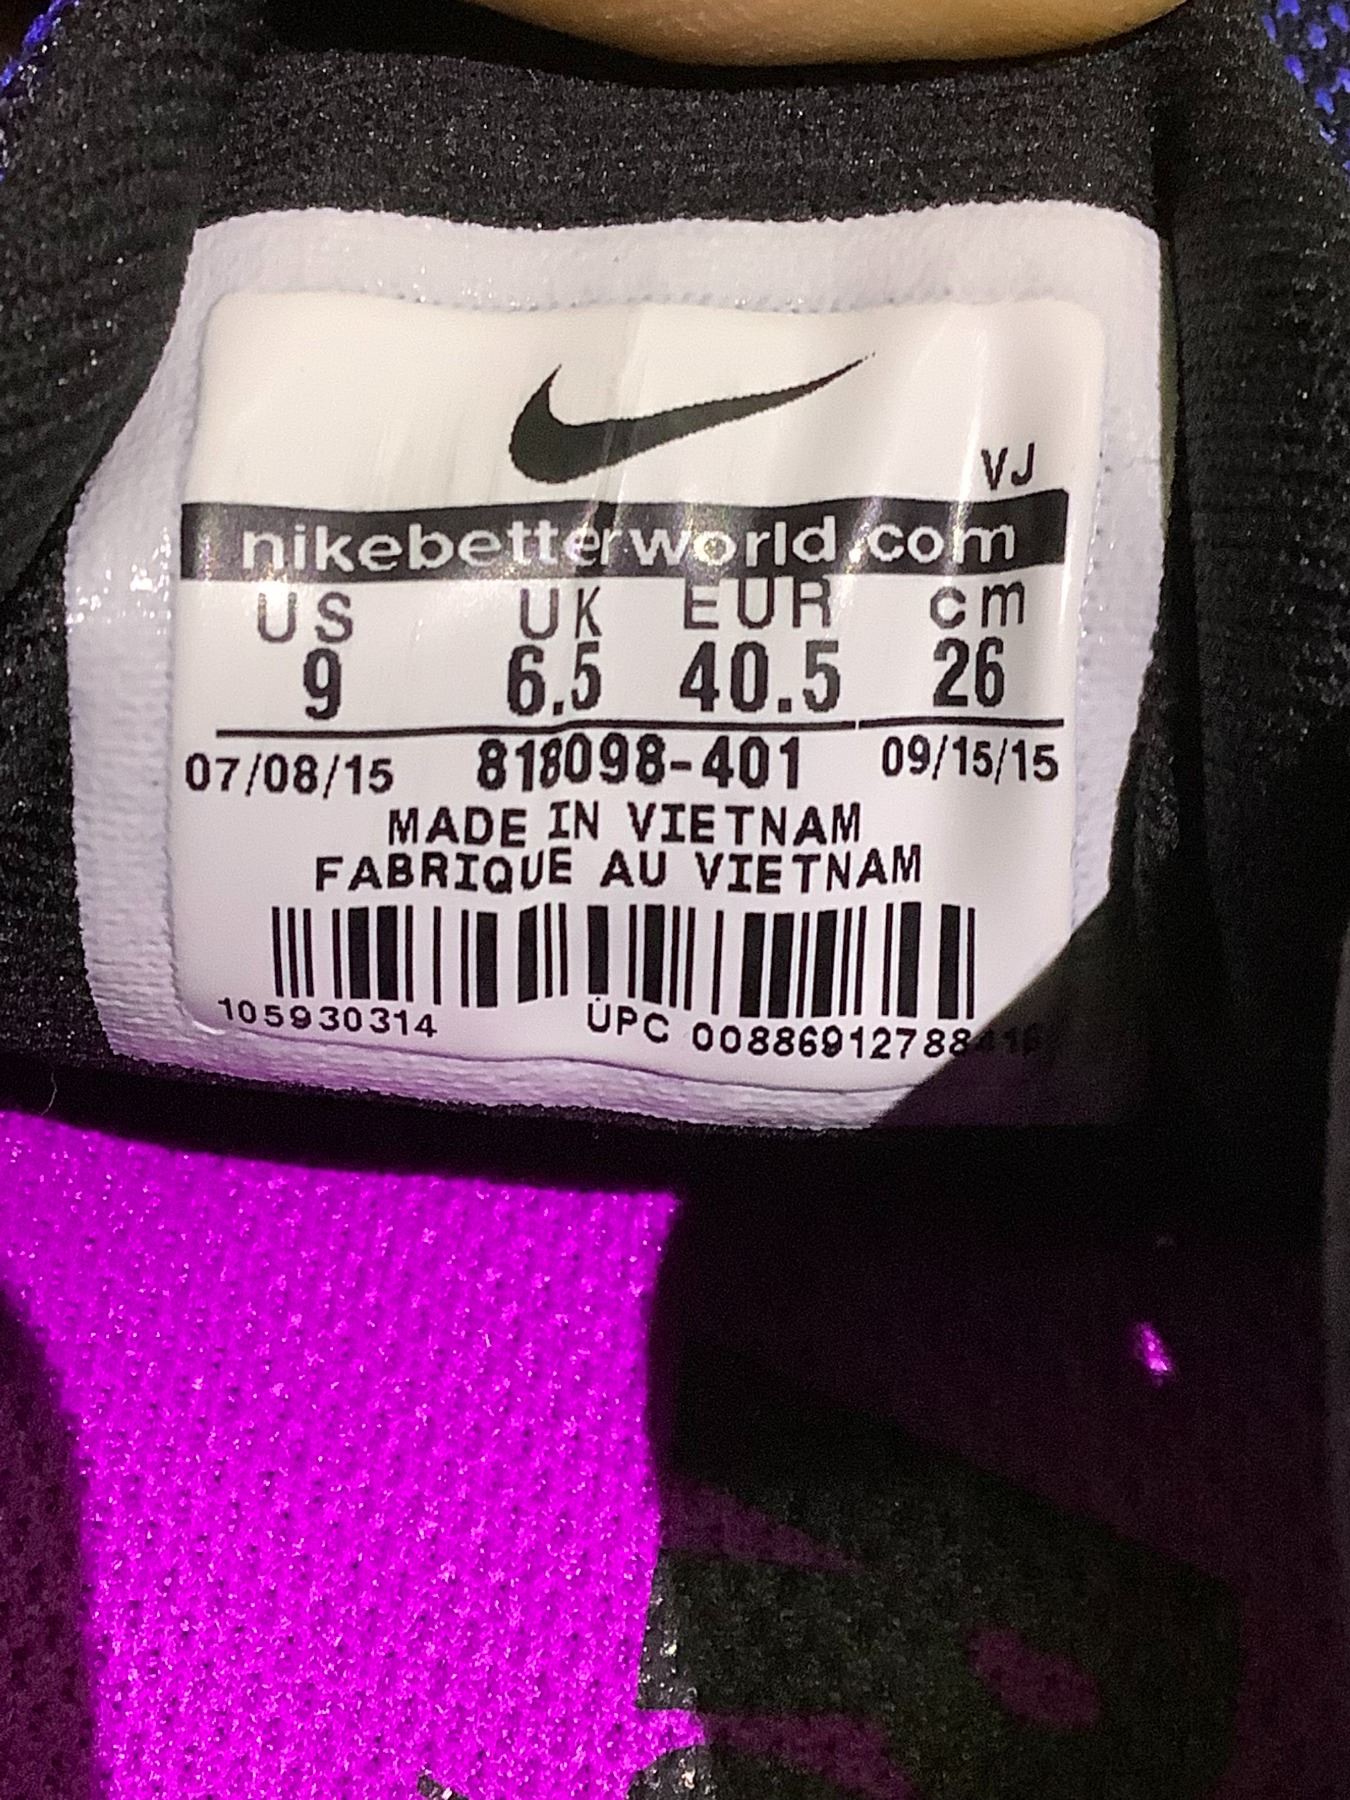 VJ
nikebetterworld.com
US UK EUR cm
9 6.5 40.5 26
07/08/15 818098-401 09/15/15
MADE IN VIETNAM
FABRIQUE AU VIETNAM
105930314 UPC